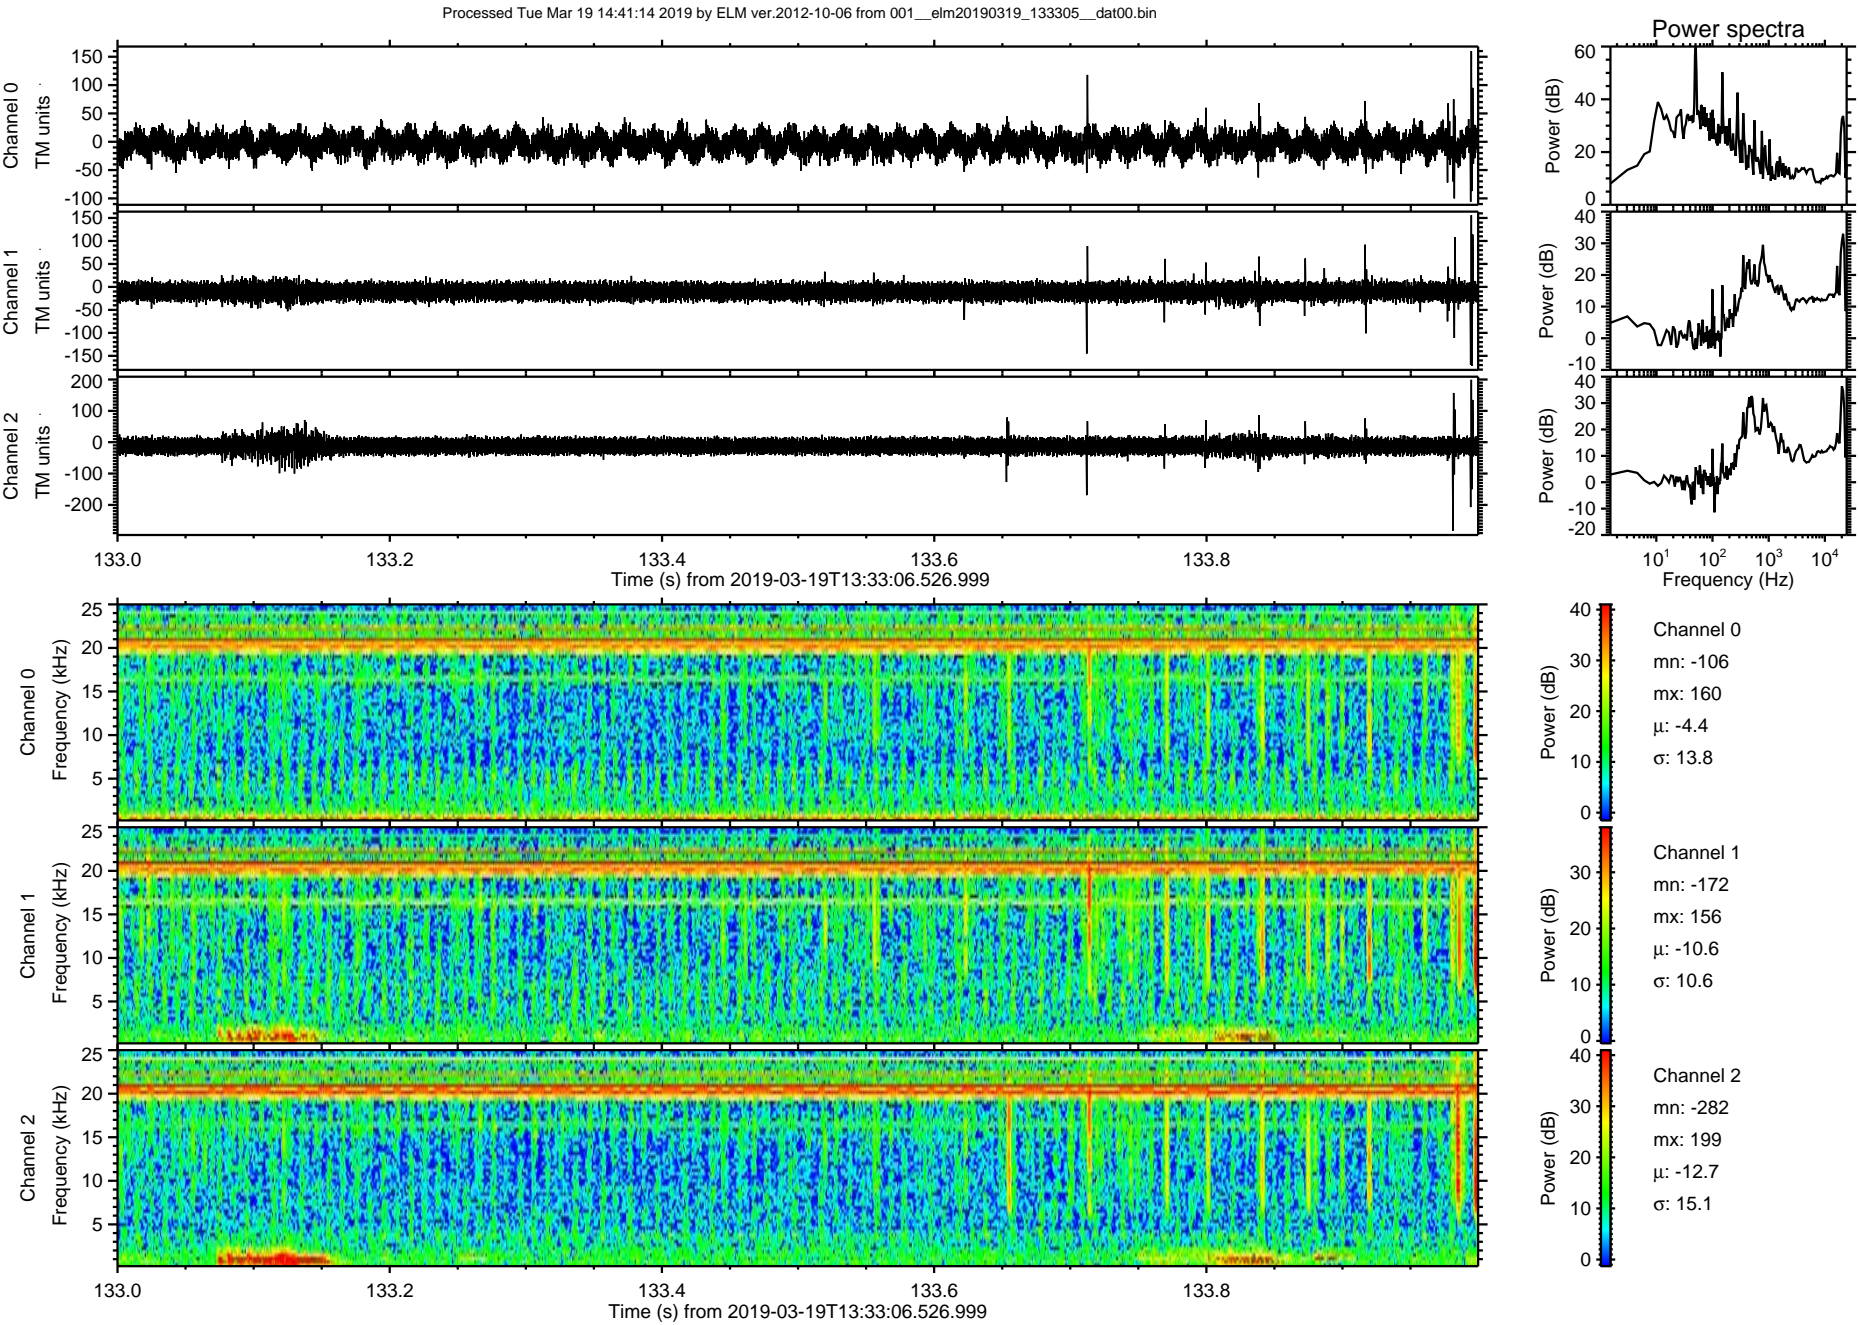 Processed Tue Mar 19 14:41:14 2019 by ELM ver.2012-10-06 from 001__elm20190319_133305__dat00.bin
Power spectra
Channel 0
TM units
150
100
50
0
-50
-100
Power (dB)
60
40
20
0
Channel 1
TM units
150
100
50
0
-50
-100
-150
Power (dB)
40
30
20
10
0
-10
Channel 2
TM units
200
100
0
-100
-200
Power (dB)
40
30
20
10
0
-10
-20
133.0 133.2 133.4 133.6 133.8
Time (s) from 2019-03-19T13:33:06.526.999
10¹ 10² 10³ 10⁴
Frequency (Hz)
Channel 0
Frequency (kHz)
25
20
15
10
5
Power (dB)
40
30
20
10
0
Channel 0
mn: -106
mx: 160
μ: -4.4
σ: 13.8
Channel 1
Frequency (kHz)
25
20
15
10
5
Power (dB)
30
20
10
0
Channel 1
mn: -172
mx: 156
μ: -10.6
σ: 10.6
Channel 2
Frequency (kHz)
25
20
15
10
5
Power (dB)
40
30
20
10
0
Channel 2
mn: -282
mx: 199
μ: -12.7
σ: 15.1
133.0 133.2 133.4 133.6 133.8
Time (s) from 2019-03-19T13:33:06.526.999